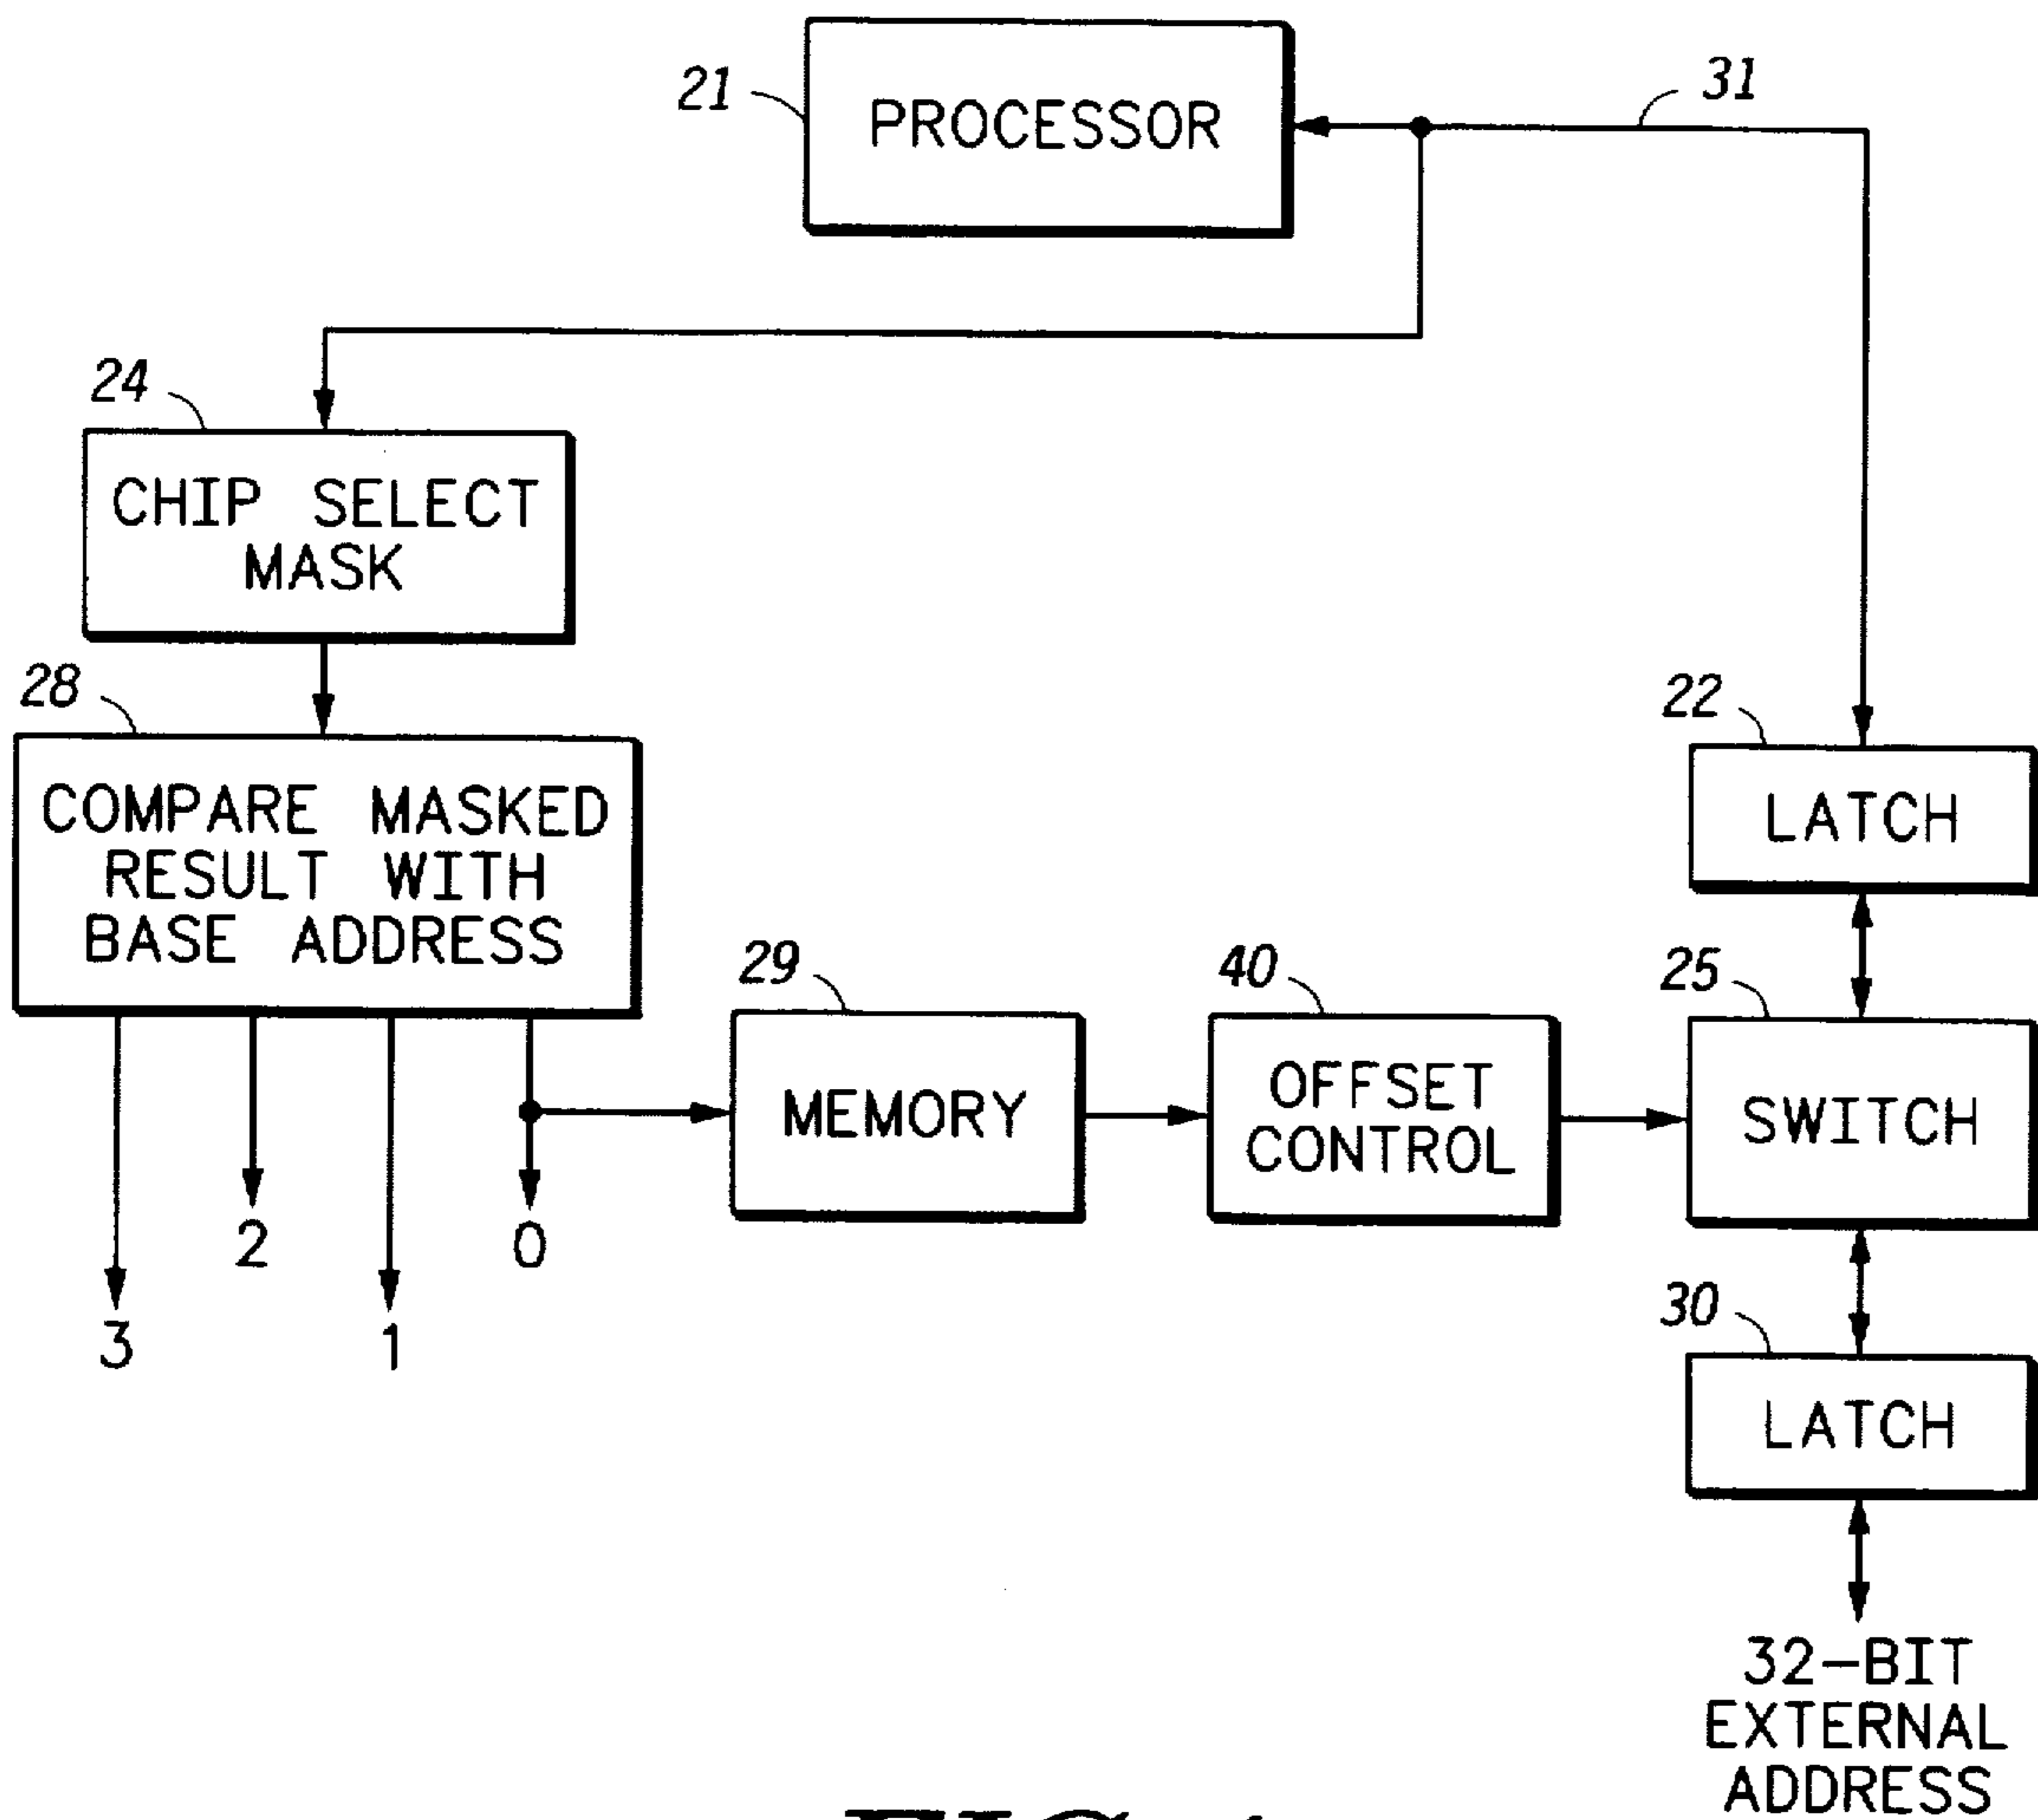 21
PROCESSOR
31
24
CHIP SELECT
MASK
28
COMPARE MASKED
RESULT WITH
BASE ADDRESS
22
LATCH
29
MEMORY
40
OFFSET
CONTROL
25
SWITCH
3
2
1
0
30
LATCH
32-BIT
EXTERNAL
ADDRESS